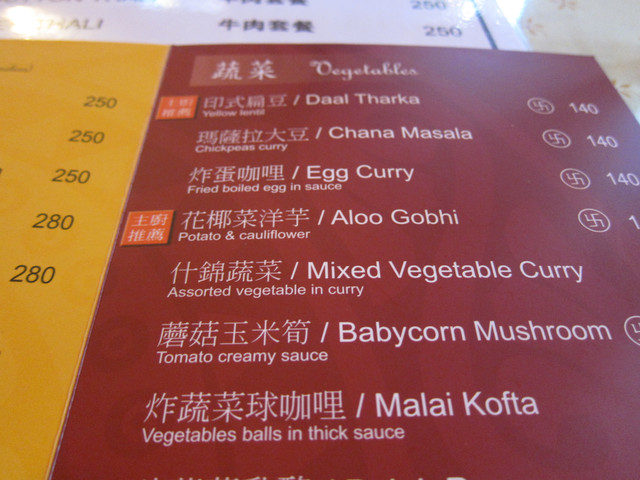 THALI 牛肉套餐 250
250
250
250
280
280
蔬菜 Vegetables
主廚推薦 印式扁豆 / Daal Tharka 卐 140
Yellow lentil
瑪薩拉大豆 / Chana Masala 卐 140
Chickpeas curry
炸蛋咖哩 / Egg Curry 卐 140
Fried boiled egg in sauce
主廚推薦 花椰菜洋芋 / Aloo Gobhi 卐
Potato & cauliflower
什錦蔬菜 / Mixed Vegetable Curry
Assorted vegetable in curry
蘑菇玉米筍 / Babycorn Mushroom
Tomato creamy sauce
炸蔬菜球咖哩 / Malai Kofta
Vegetables balls in thick sauce